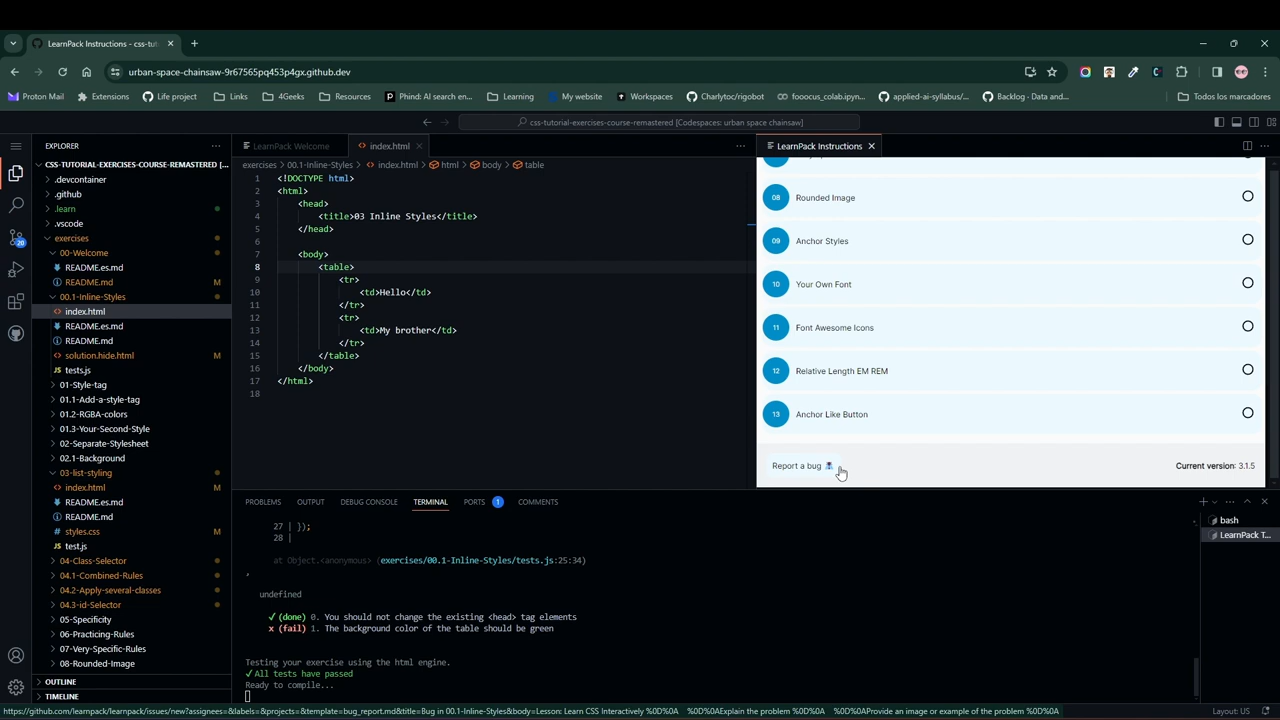 LearnPack Instructions - css-tut
urban-space-chainsaw-9r67565pq453p4gx.github.dev
Proton Mail
Extensions
Life project
Links
4Geeks
Resources
Phind: AI search en...
Learning
My website
Workspaces
Charlytoc/rigobot
fooocus_colab.ipyn...
applied-ai-syllabus/...
Backlog - Data and...
Todos los marcadores
css-tutorial-exercises-course-remastered [Codespaces: urban space chainsaw]
EXPLORER
CSS-TUTORIAL-EXERCISES-COURSE-REMASTERED [...
.devcontainer
.github
.learn
.vscode
exercises
00-Welcome
README.es.md
README.md M
00.1-Inline-Styles
index.html
README.es.md
README.md
solution.hide.html M
tests.js
01-Style-tag
01.1-Add-a-style-tag
01.2-RGBA-colors
01.3-Your-Second-Style
02-Separate-Stylesheet
02.1-Background
03-list-styling
index.html M
README.es.md
README.md
styles.css M
test.js
04-Class-Selector
04.1-Combined-Rules
04.2-Apply-several-classes
04.3-id-Selector
05-Specificity
06-Practicing-Rules
07-Very-Specific-Rules
08-Rounded-Image
OUTLINE
TIMELINE
20
LearnPack Welcome
index.html
exercises > 00.1-Inline-Styles > index.html > html > body > table
1 <!DOCTYPE html>
2 <html>
3 <head>
4 <title>03 Inline Styles</title>
5 </head>
6
7 <body>
8 <table>
9 <tr>
10 <td>Hello</td>
11 </tr>
12 <tr>
13 <td>My brother</td>
14 </tr>
15 </table>
16 </body>
17 </html>
18
LearnPack Instructions
08 Rounded Image
09 Anchor Styles
10 Your Own Font
11 Font Awesome Icons
12 Relative Length EM REM
13 Anchor Like Button
Report a bug
Current version: 3.1.5
PROBLEMS OUTPUT DEBUG CONSOLE TERMINAL PORTS 1 COMMENTS
27 | });
28 |
at Object.<anonymous> (exercises/00.1-Inline-Styles/tests.js:25:34)
,
undefined
✓ (done) 0. You should not change the existing <head> tag elements
x (fail) 1. The background color of the table should be green
Testing your exercise using the html engine.
✓ All tests have passed
Ready to compile...
bash
LearnPack T...
https://github.com/learnpack/learnpack/issues/new?assignees=&labels=&projects=&template=bug_report.md&title=Bug in 00.1-Inline-Styles&body=Lesson: Learn CSS Interactively %0D%0A %0D%0AExplain the problem %0D%0A %0D%0AProvide an image or example of the problem %0D%0A
Layout: US